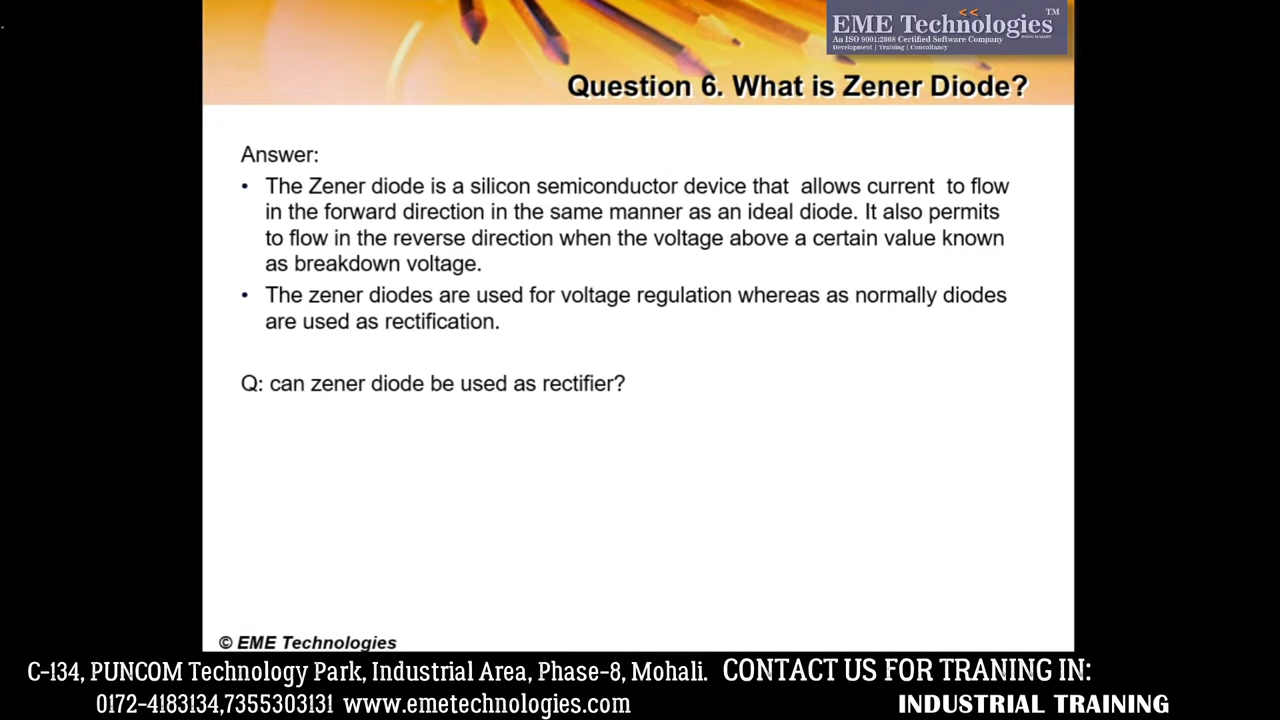 <<
TM
EME Technologies
An ISO 9001:2008 Certified Software Company
Development | Training | Consultancy
Question 6. What is Zener Diode?
Answer:
• The Zener diode is a silicon semiconductor device that allows current to flow
in the forward direction in the same manner as an ideal diode. It also permits
to flow in the reverse direction when the voltage above a certain value known
as breakdown voltage.
• The zener diodes are used for voltage regulation whereas as normally diodes
are used as rectification.
Q: can zener diode be used as rectifier?
© EME Technologies
C-134, PUNCOM Technology Park, Industrial Area, Phase-8, Mohali. CONTACT US FOR TRANING IN:
0172-4183134,7355303131 www.emetechnologies.com INDUSTRIAL TRAINING